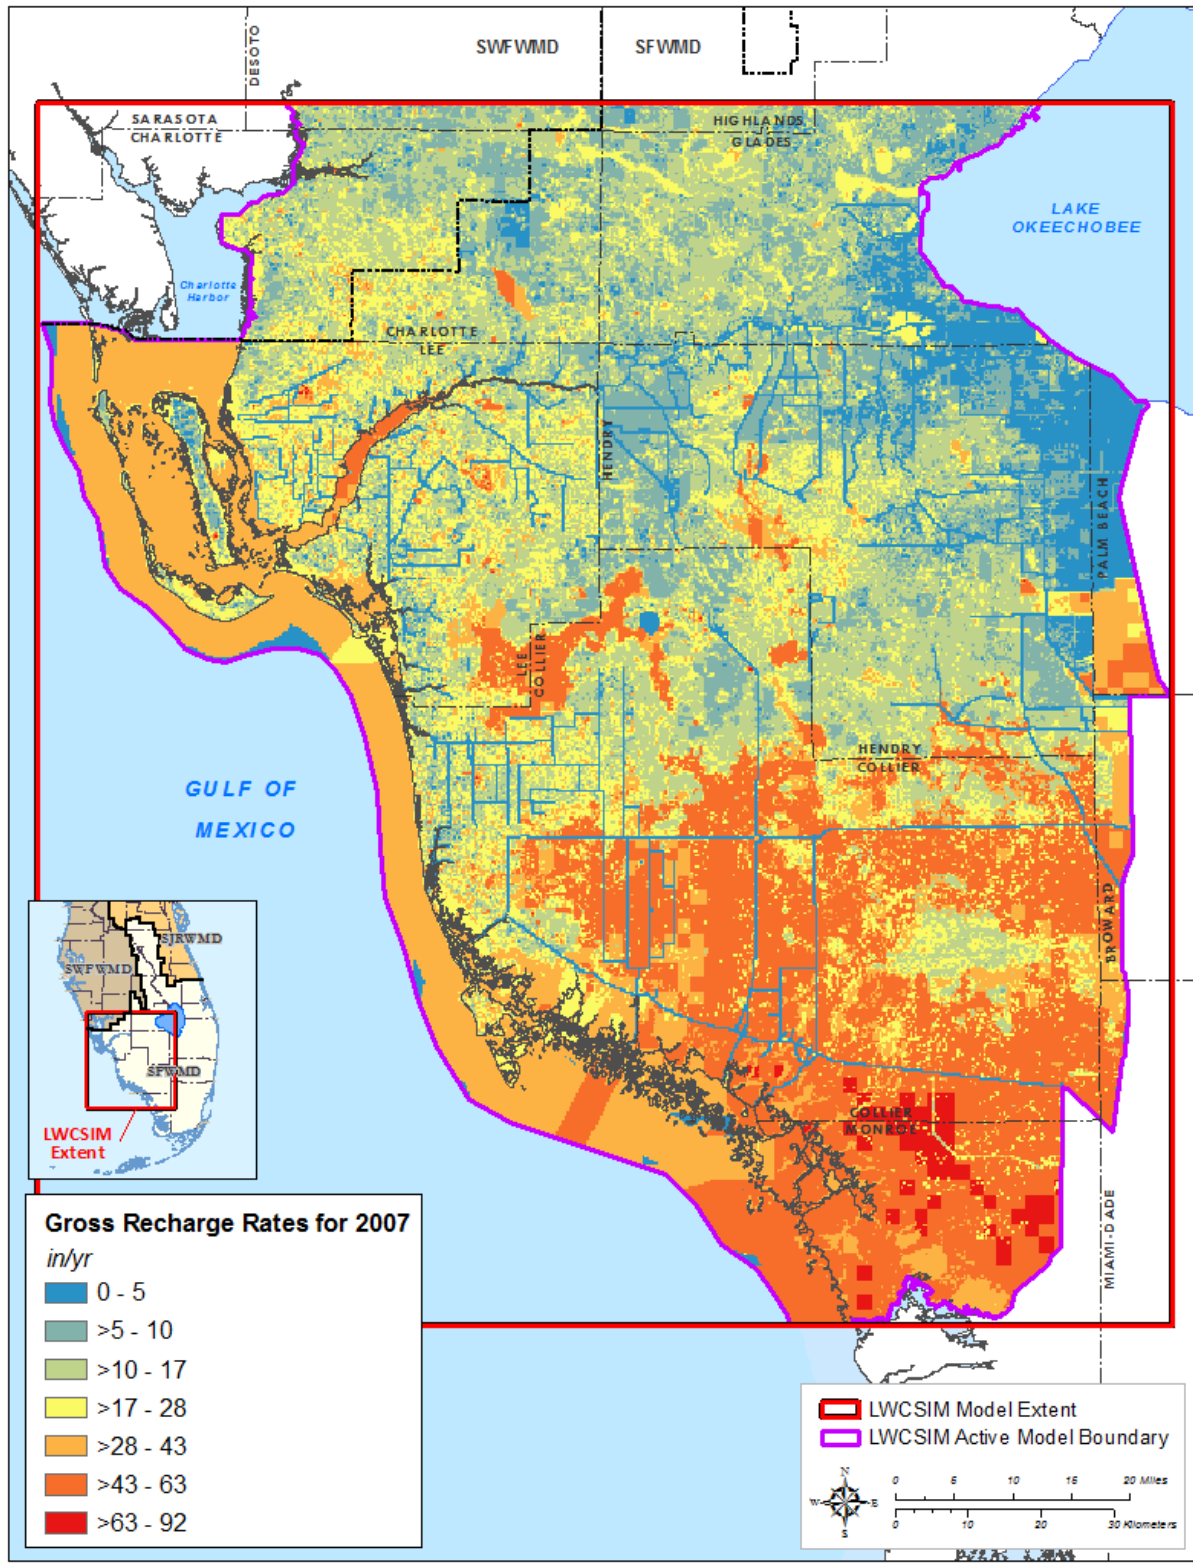 DESOTO
SWFWMD
SFWMD
SARASOTA
CHARLOTTE
HIGHLANDS
GLADES
LAKE
OKEECHOBEE
Charlotte
Harbor
CHARLOTTE
LEE
HENDRY
PALM BEACH
LEE
COLLIER
HENDRY
COLLIER
GULF OF
MEXICO
BROWARD
SJRWMD
SWFWMD
SFWMD
LWCSIM
Extent
COLLIER
MONROE
MIAMI-DADE
Gross Recharge Rates for 2007
in/yr
0 - 5
>5 - 10
>10 - 17
>17 - 28
>28 - 43
>43 - 63
>63 - 92
LWCSIM Model Extent
LWCSIM Active Model Boundary
N
W
E
S
0 5 10 15 20 Miles
0 10 20 30 Kilometers